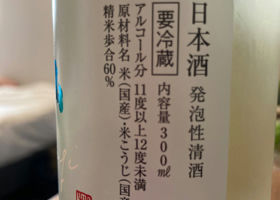 日本酒 発泡性清酒
要冷蔵 内容量300ml
アルコール分 11度以上12度未満
原材料名 米(国産)・米こうじ(国産
精米歩合60%